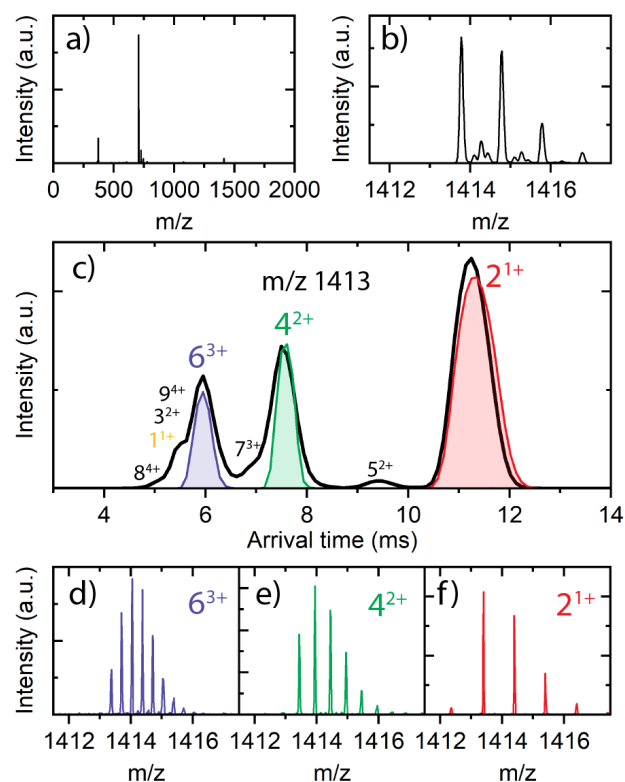 a)
Intensity (a.u.)
0 500 1000 1500 2000
m/z
b)
Intensity (a.u.)
1412 1414 1416
m/z
c)
m/z 1413
Intensity (a.u.)
8⁴⁺
1¹⁺
3²⁺
9⁴⁺
6³⁺
7³⁺
4²⁺
5²⁺
2¹⁺
4 6 8 10 12 14
Arrival time (ms)
d)
6³⁺
Intensity (a.u.)
1412 1414 1416
m/z
e)
4²⁺
1412 1414 1416
m/z
f)
2¹⁺
1412 1414 1416
m/z